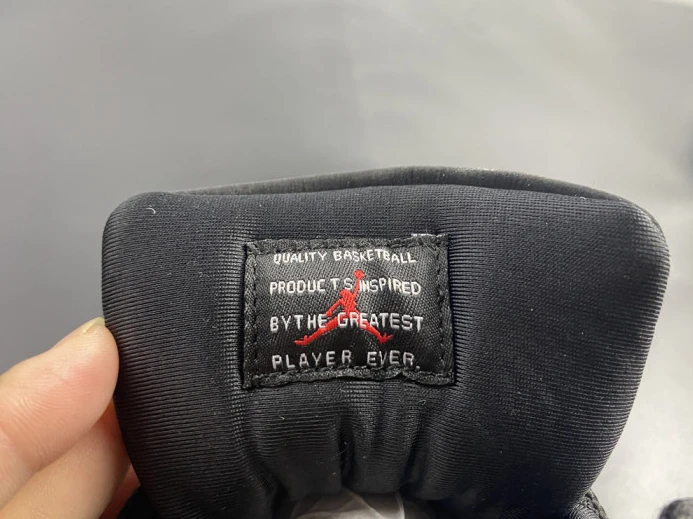 QUALITY BASKETBALL
PRODUCTS INSPIRED
BY THE GREATEST
PLAYER EVER.